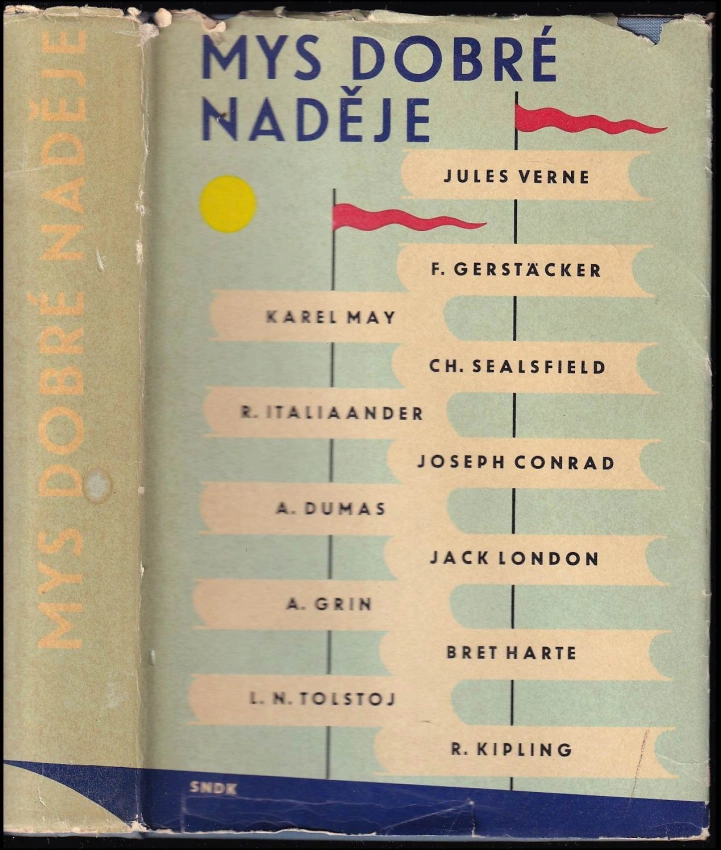 MYS DOBRÉ NADĚJE
MYS DOBRÉ
NADĚJE
JULES VERNE
F. GERSTÄCKER
KAREL MAY
CH. SEALSFIELD
R. ITALIAANDER
JOSEPH CONRAD
A. DUMAS
JACK LONDON
A. GRIN
BRET HARTE
L. N. TOLSTOJ
R. KIPLING
SNDK